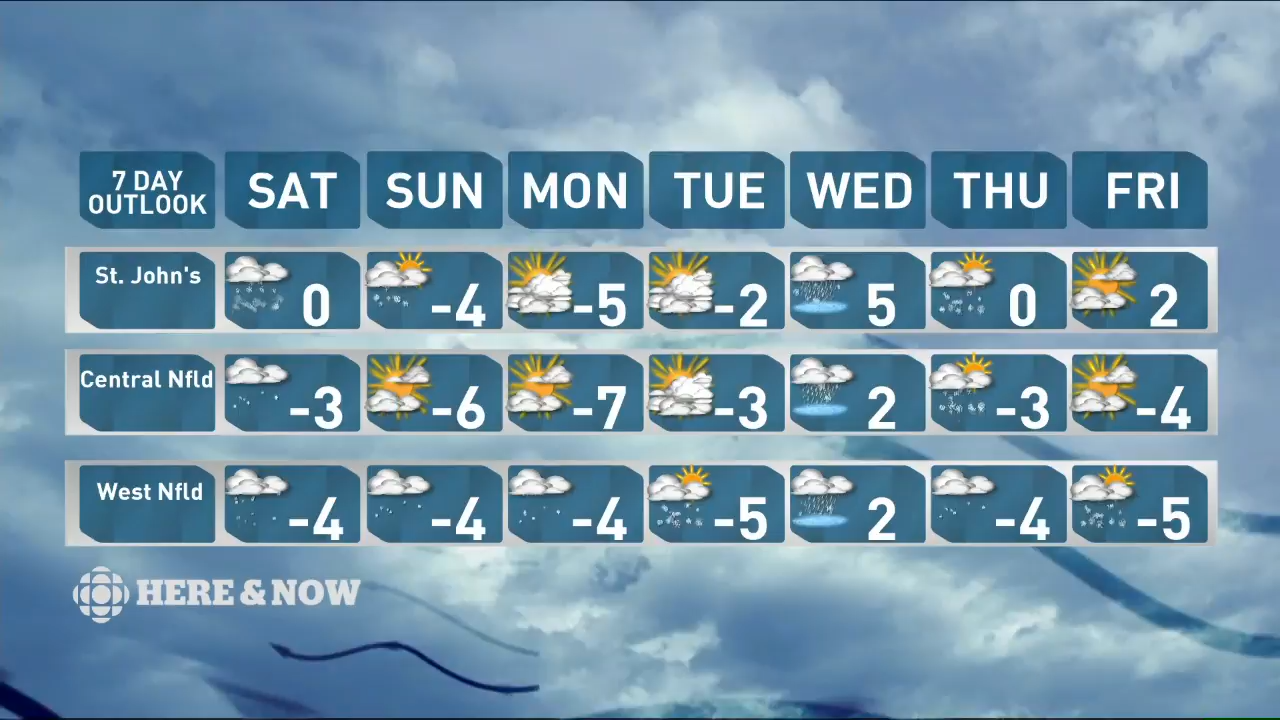 7 DAY
OUTLOOK
SAT SUN MON TUE WED THU FRI
St. John's 0 -4 -5 -2 5 0 2
Central Nfld -3 -6 -7 -3 2 -3 -4
West Nfld -4 -4 -4 -5 2 -4 -5
HERE & NOW